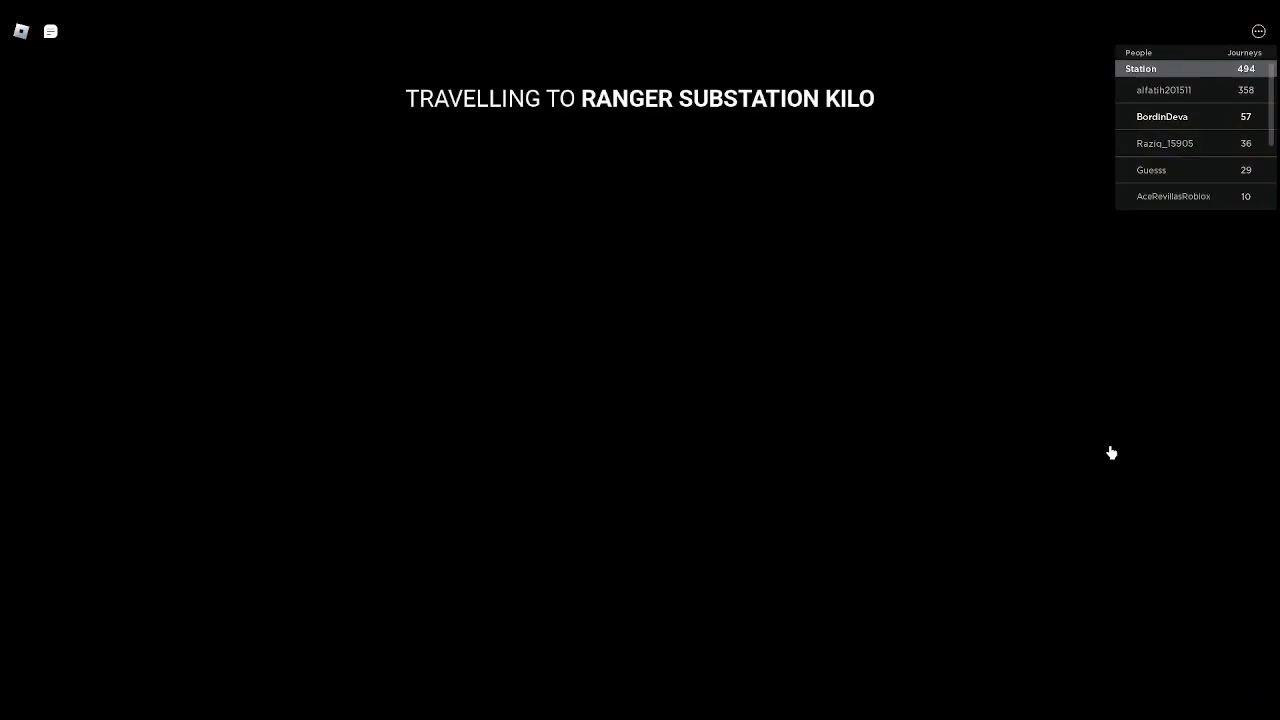 TRAVELLING TO RANGER SUBSTATION KILO
People Journeys
Station 494
alfatih201511 358
BordInDeva 57
Raziq_15905 36
Guesss 29
AceRevillasRoblox 10